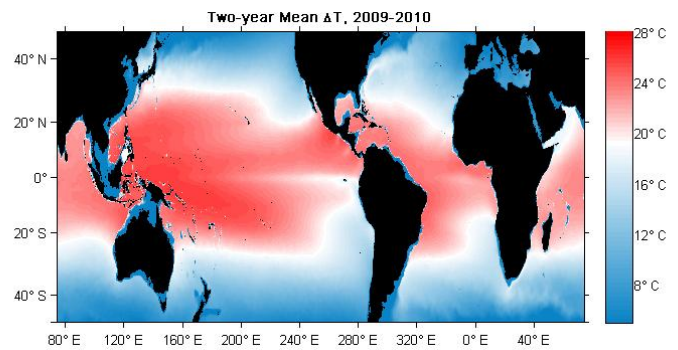 Two-year Mean ΔT, 2009-2010
28° C
40° N
24° C
20° N
20° C
0°
16° C
20° S
12° C
8° C
40° S
80° E 120° E 160° E 200° E 240° E 280° E 320° E 0° E 40° E